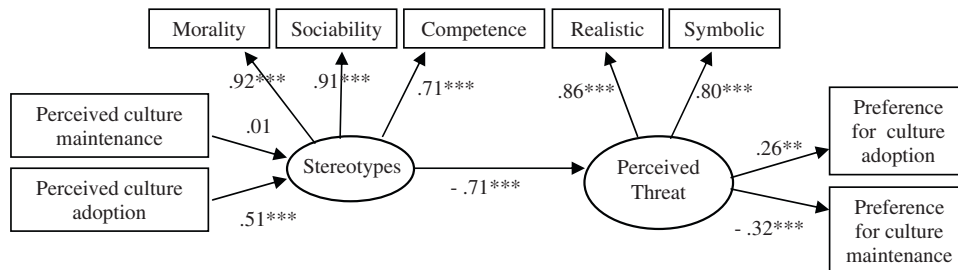 Morality
Sociability
Competence
Realistic
Symbolic
.92***
.91***
.71***
.86***
.80***
Perceived culture
maintenance
.01
Stereotypes
Perceived culture
adoption
.51***
- .71***
Perceived
Threat
.26**
Preference
for culture
adoption
- .32***
Preference
for culture
maintenance